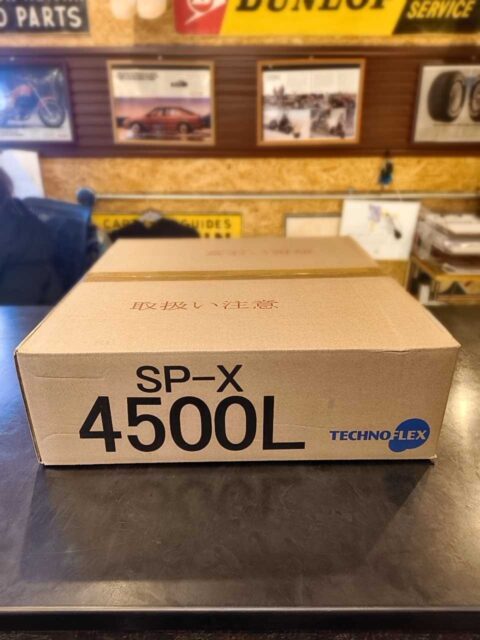 PARTS
DUNLOP
SERVICE
取扱い注意
SP-X
4500L
TECHNOFLEX